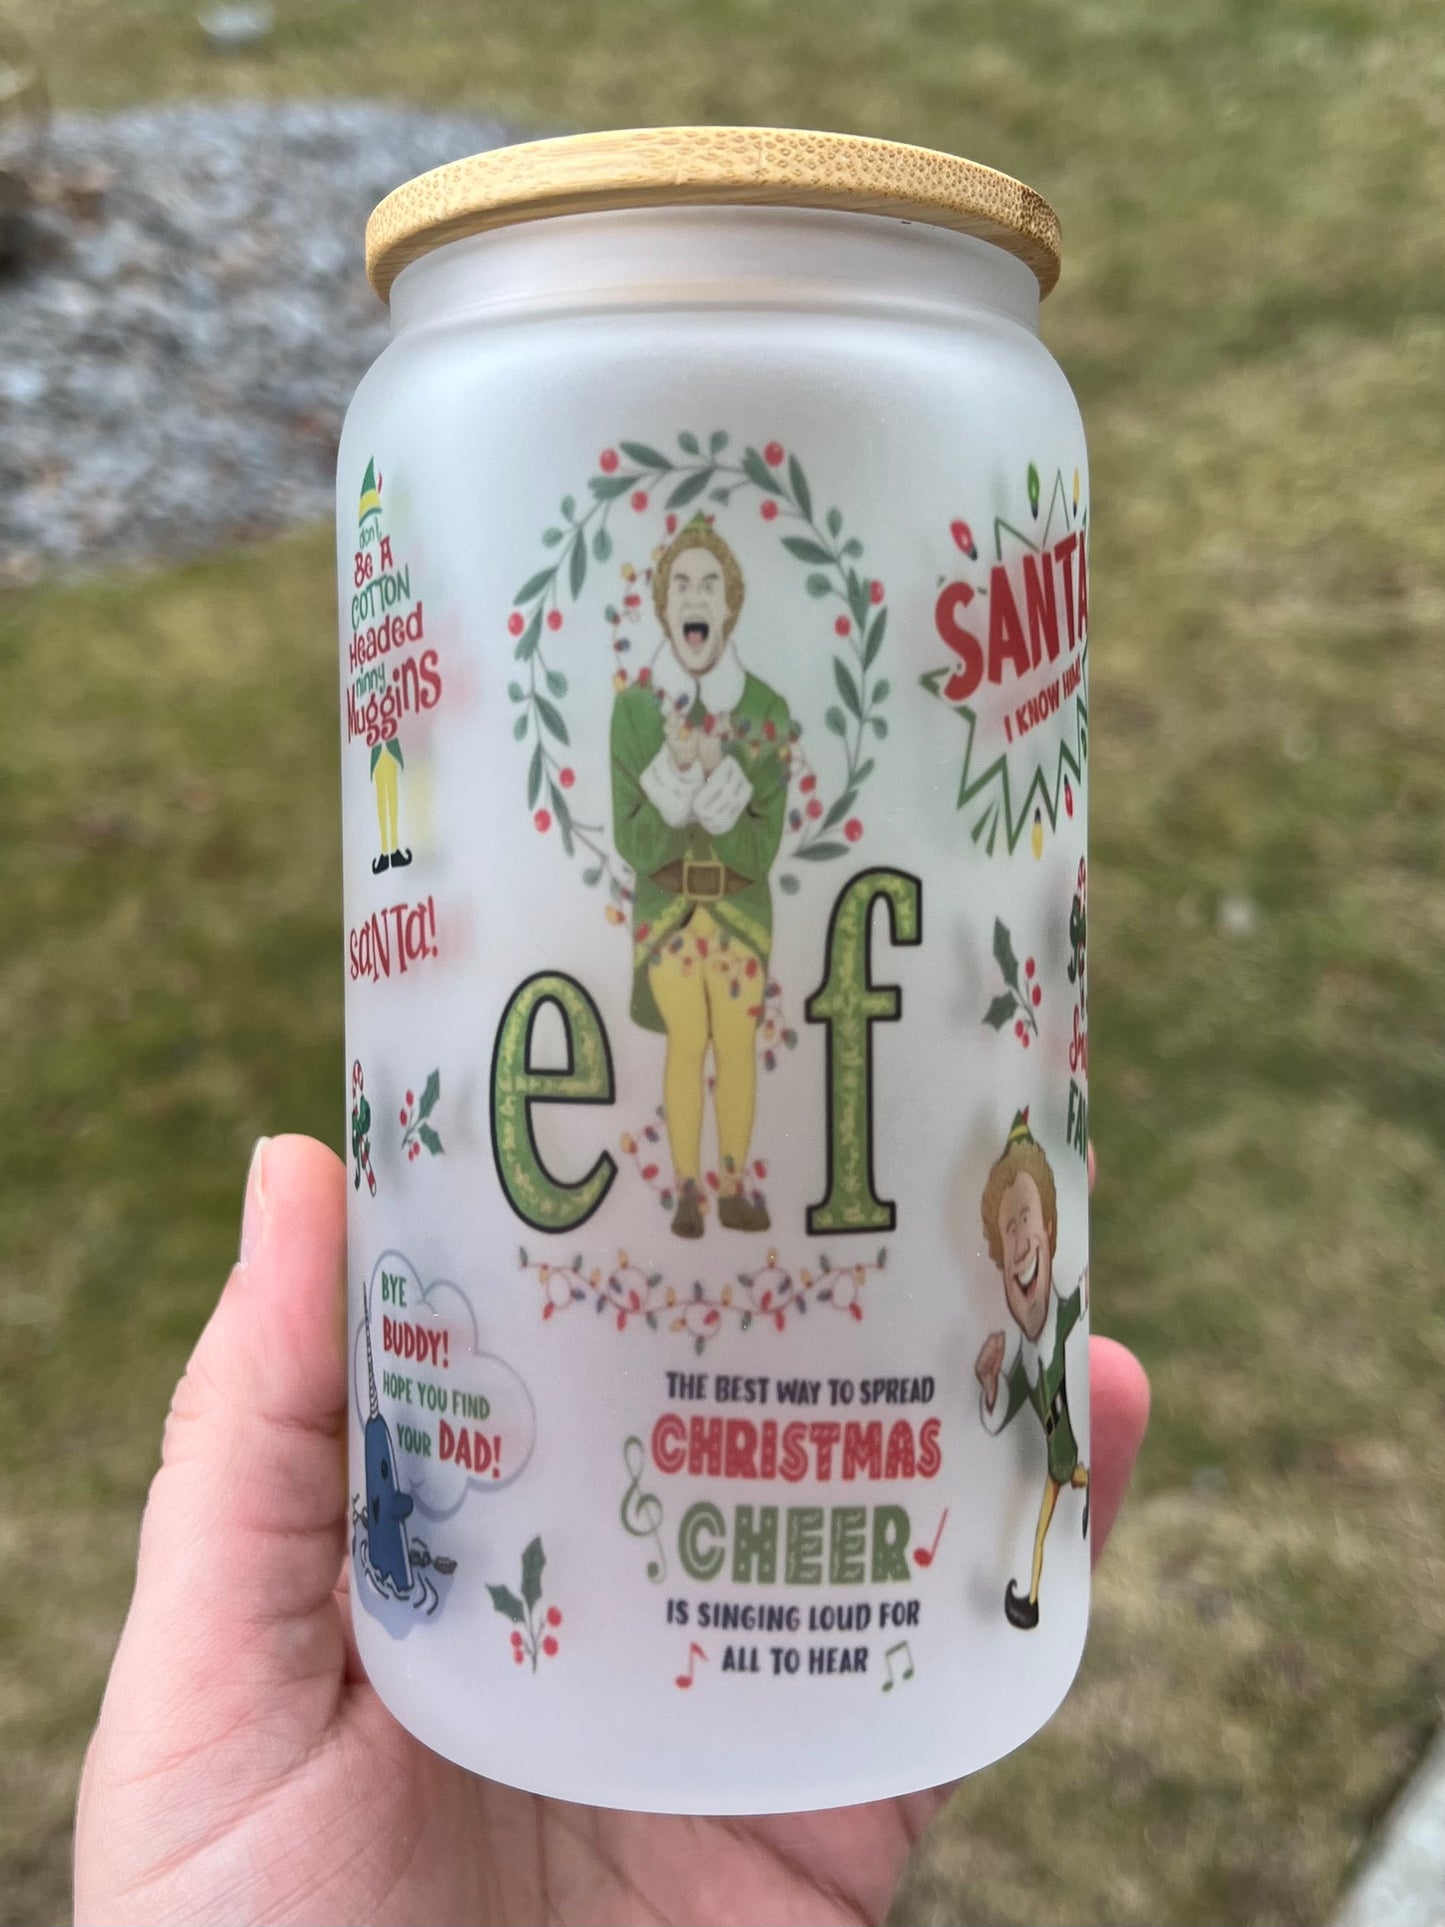 don't
Be A
COTTON
Headed
ninny
Muggins
SANTA!
BYE
BUDDY!
HOPE YOU FIND
YOUR DAD!
elf
THE BEST WAY TO SPREAD
CHRISTMAS
CHEER
IS SINGING LOUD FOR
ALL TO HEAR
SANTA
I KNOW HIM